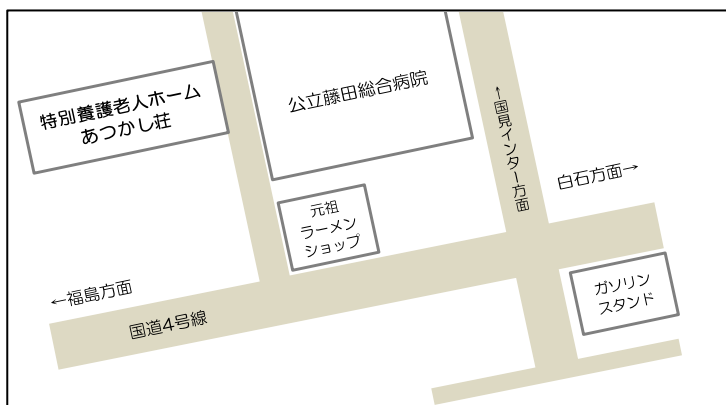 特別養護老人ホーム
あつかし荘
公立藤田総合病院
←国見インター方面
白石方面→
元祖
ラーメン
ショップ
←福島方面
国道4号線
ガソリン
スタンド